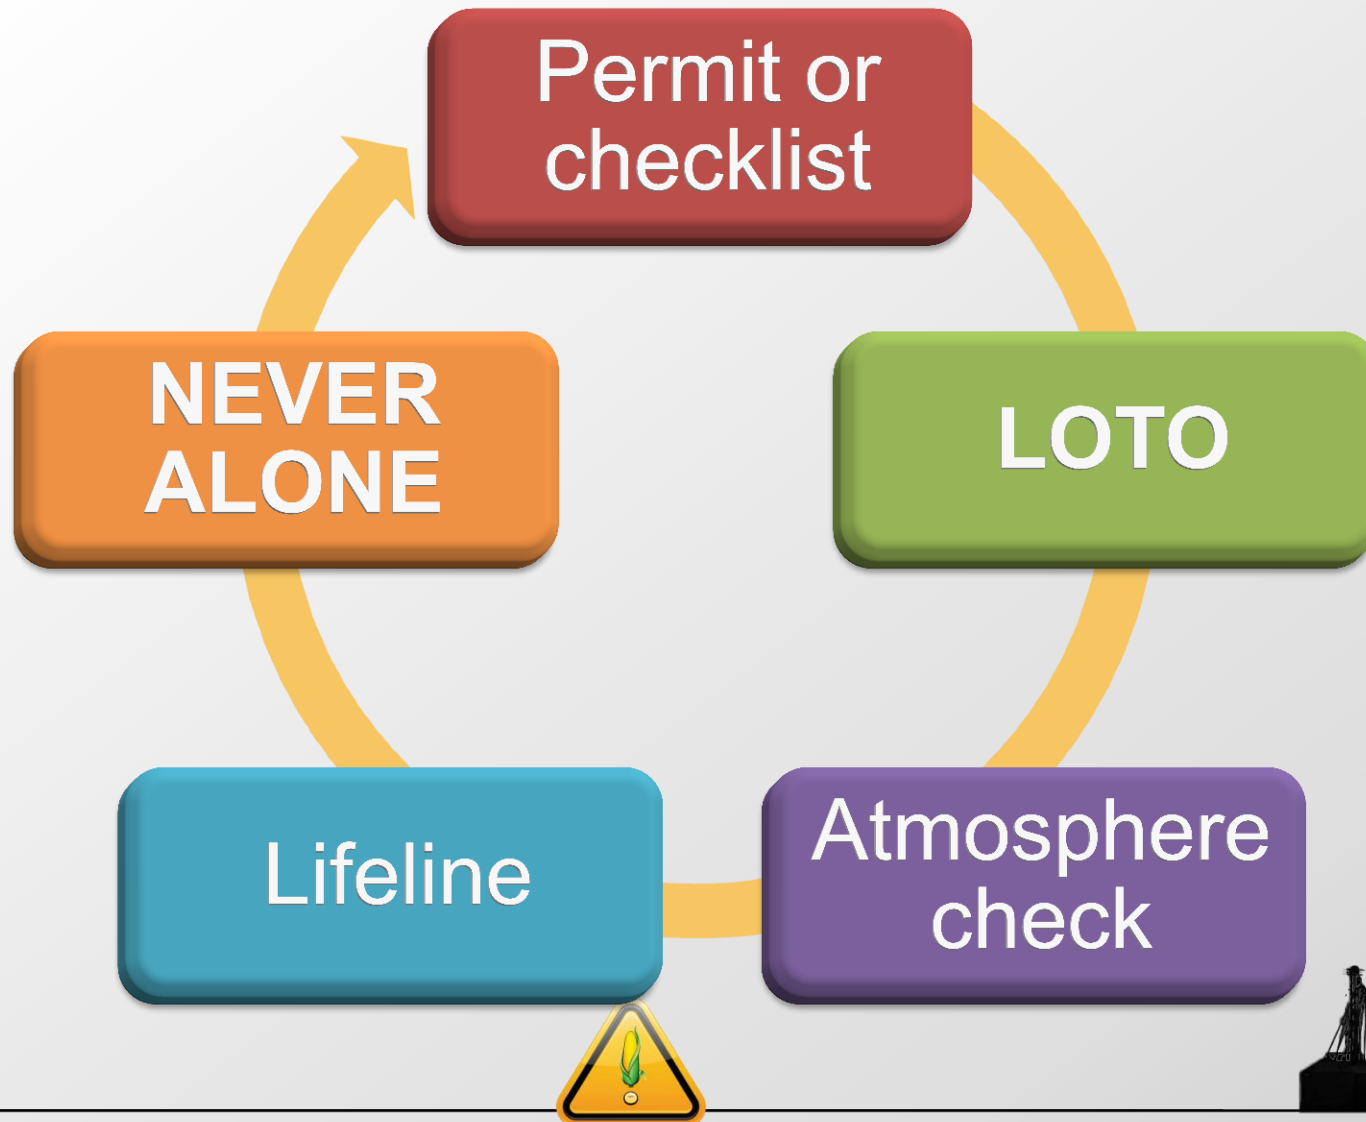 Permit or
checklist
LOTO
Atmosphere
check
Lifeline
NEVER
ALONE